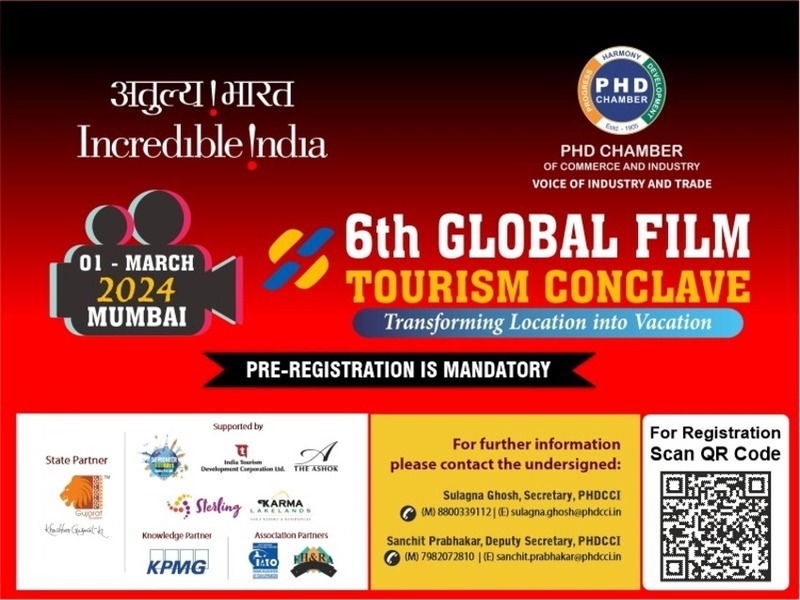 अतुल्य!भारत
Incredible!ndia
PROGRESS HARMONY DEVELOPMENT
PHD
CHAMBER
Estd - 1905
PHD CHAMBER
OF COMMERCE AND INDUSTRY
VOICE OF INDUSTRY AND TRADE
01 - MARCH
2024
MUMBAI
6th GLOBAL FILM
TOURISM CONCLAVE
Transforming Location into Vacation
PRE-REGISTRATION IS MANDATORY
State Partner
Gujarat
Supported by
India Tourism
Development Corporation Ltd.
THE ASHOK
Sterling
KARMA
LAKELANDS
Knowledge Partner
KPMG
Association Partners
IATO
For further information
please contact the undersigned:
Sulagna Ghosh, Secretary, PHDCCI
(M) 8800339112 | (E) sulagna.ghosh@phdcci.in
Sanchit Prabhakar, Deputy Secretary, PHDCCI
(M) 7982072810 | (E) sanchit.prabhakar@phdcci.in
For Registration
Scan QR Code